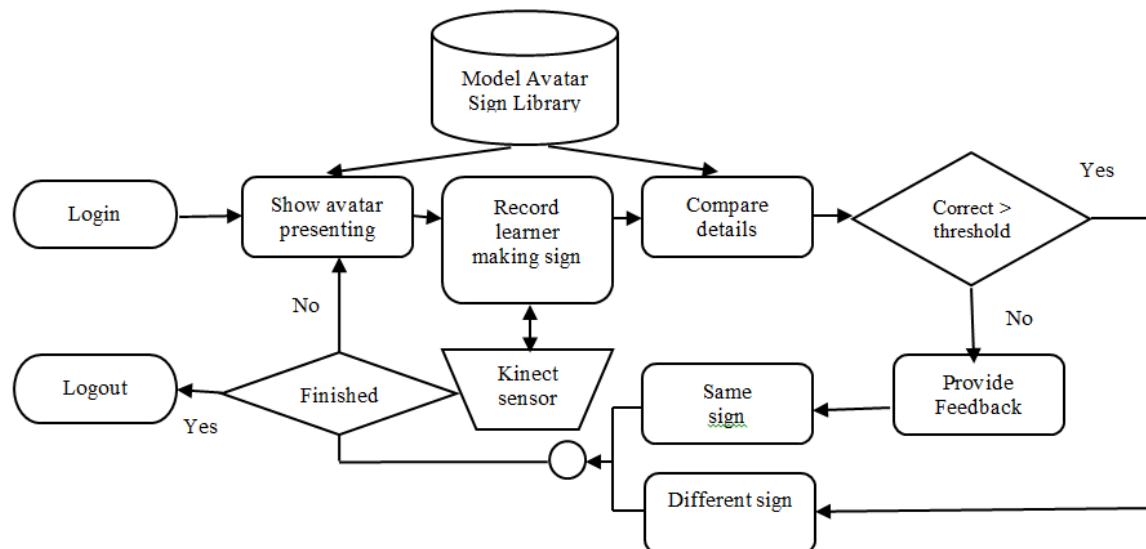 Model Avatar
Sign Library
Login
Show avatar
presenting
Record
learner
making sign
Compare
details
Correct >
threshold
Yes
No
No
Logout
Yes
Finished
Kinect
sensor
Same
sign
Provide
Feedback
Different sign